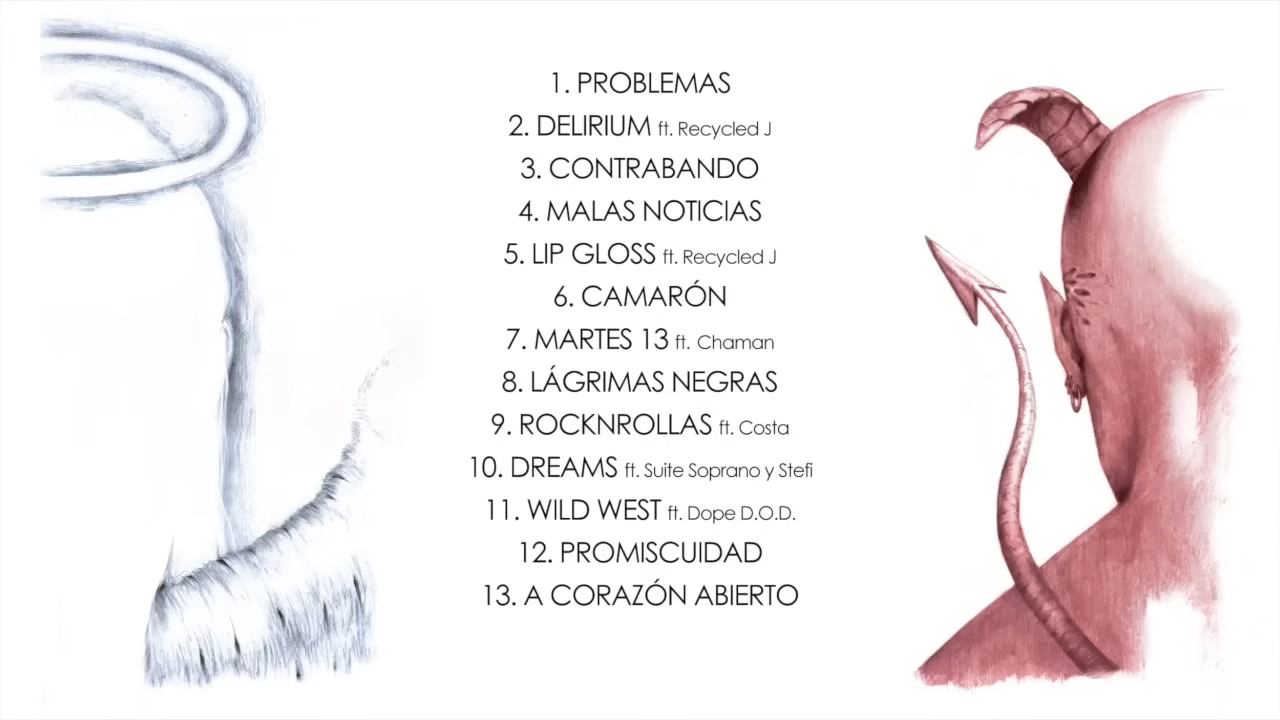 1. PROBLEMAS
2. DELIRIUM ft. Recycled J
3. CONTRABANDO
4. MALAS NOTICIAS
5. LIP GLOSS ft. Recycled J
6. CAMARÓN
7. MARTES 13 ft. Chaman
8. LÁGRIMAS NEGRAS
9. ROCKNROLLAS ft. Costa
10. DREAMS ft. Suite Soprano y Stefi
11. WILD WEST ft. Dope D.O.D.
12. PROMISCUIDAD
13. A CORAZÓN ABIERTO